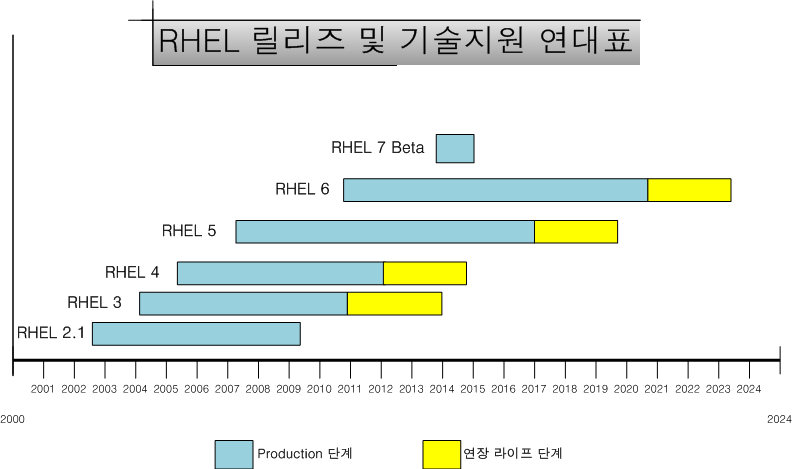 RHEL 릴리즈 및 기술지원 연대표
RHEL 7 Beta
RHEL 6
RHEL 5
RHEL 4
RHEL 3
RHEL 2.1
2001 2002 2003 2004 2005 2006 2007 2008 2009 2010 2011 2012 2013 2014 2015 2016 2017 2018 2019 2020 2021 2022 2023 2024
2000 2024
Production 단계 연장 라이프 단계